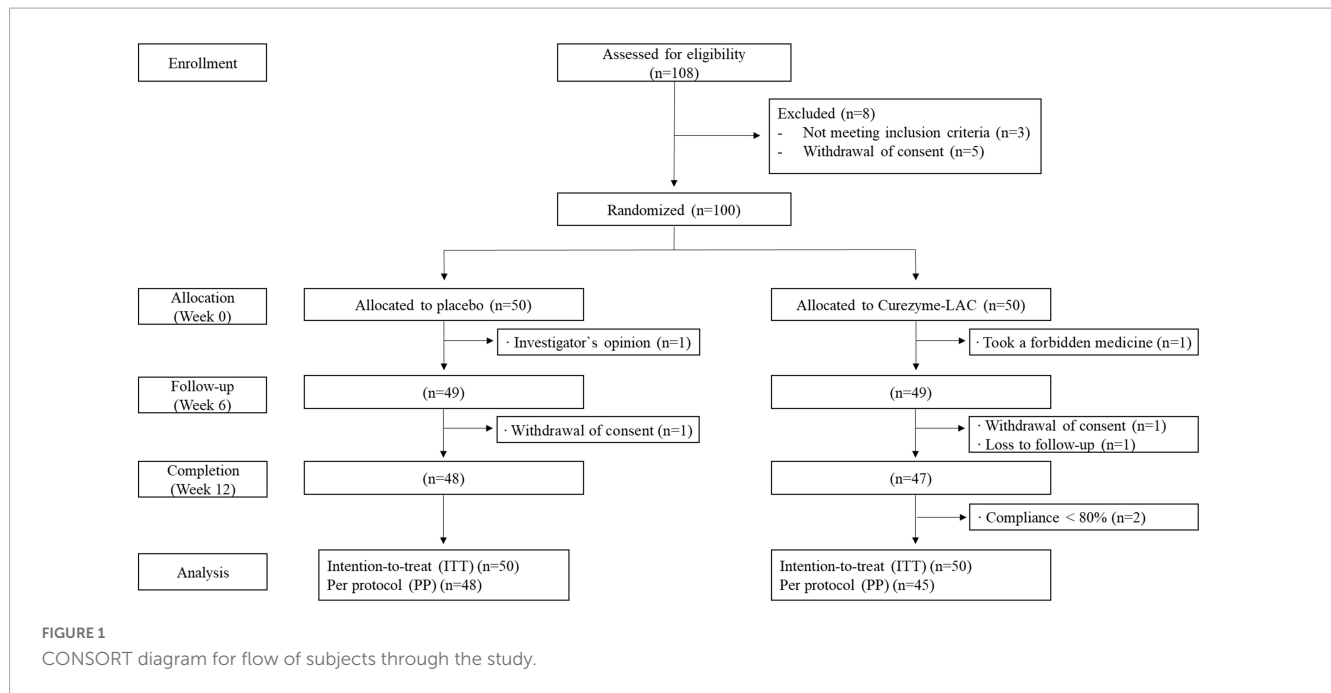 Enrollment
Assessed for eligibility
(n=108)
Excluded (n=8)
- Not meeting inclusion criteria (n=3)
- Withdrawal of consent (n=5)
Randomized (n=100)
Allocation
(Week 0)
Allocated to placebo (n=50)
Allocated to Curezyme-LAC (n=50)
· Investigator`s opinion (n=1)
· Took a forbidden medicine (n=1)
Follow-up
(Week 6)
(n=49)
(n=49)
· Withdrawal of consent (n=1)
· Withdrawal of consent (n=1)
· Loss to follow-up (n=1)
Completion
(Week 12)
(n=48)
(n=47)
· Compliance < 80% (n=2)
Analysis
Intention-to-treat (ITT) (n=50)
Per protocol (PP) (n=48)
Intention-to-treat (ITT) (n=50)
Per protocol (PP) (n=45)
FIGURE 1
CONSORT diagram for flow of subjects through the study.